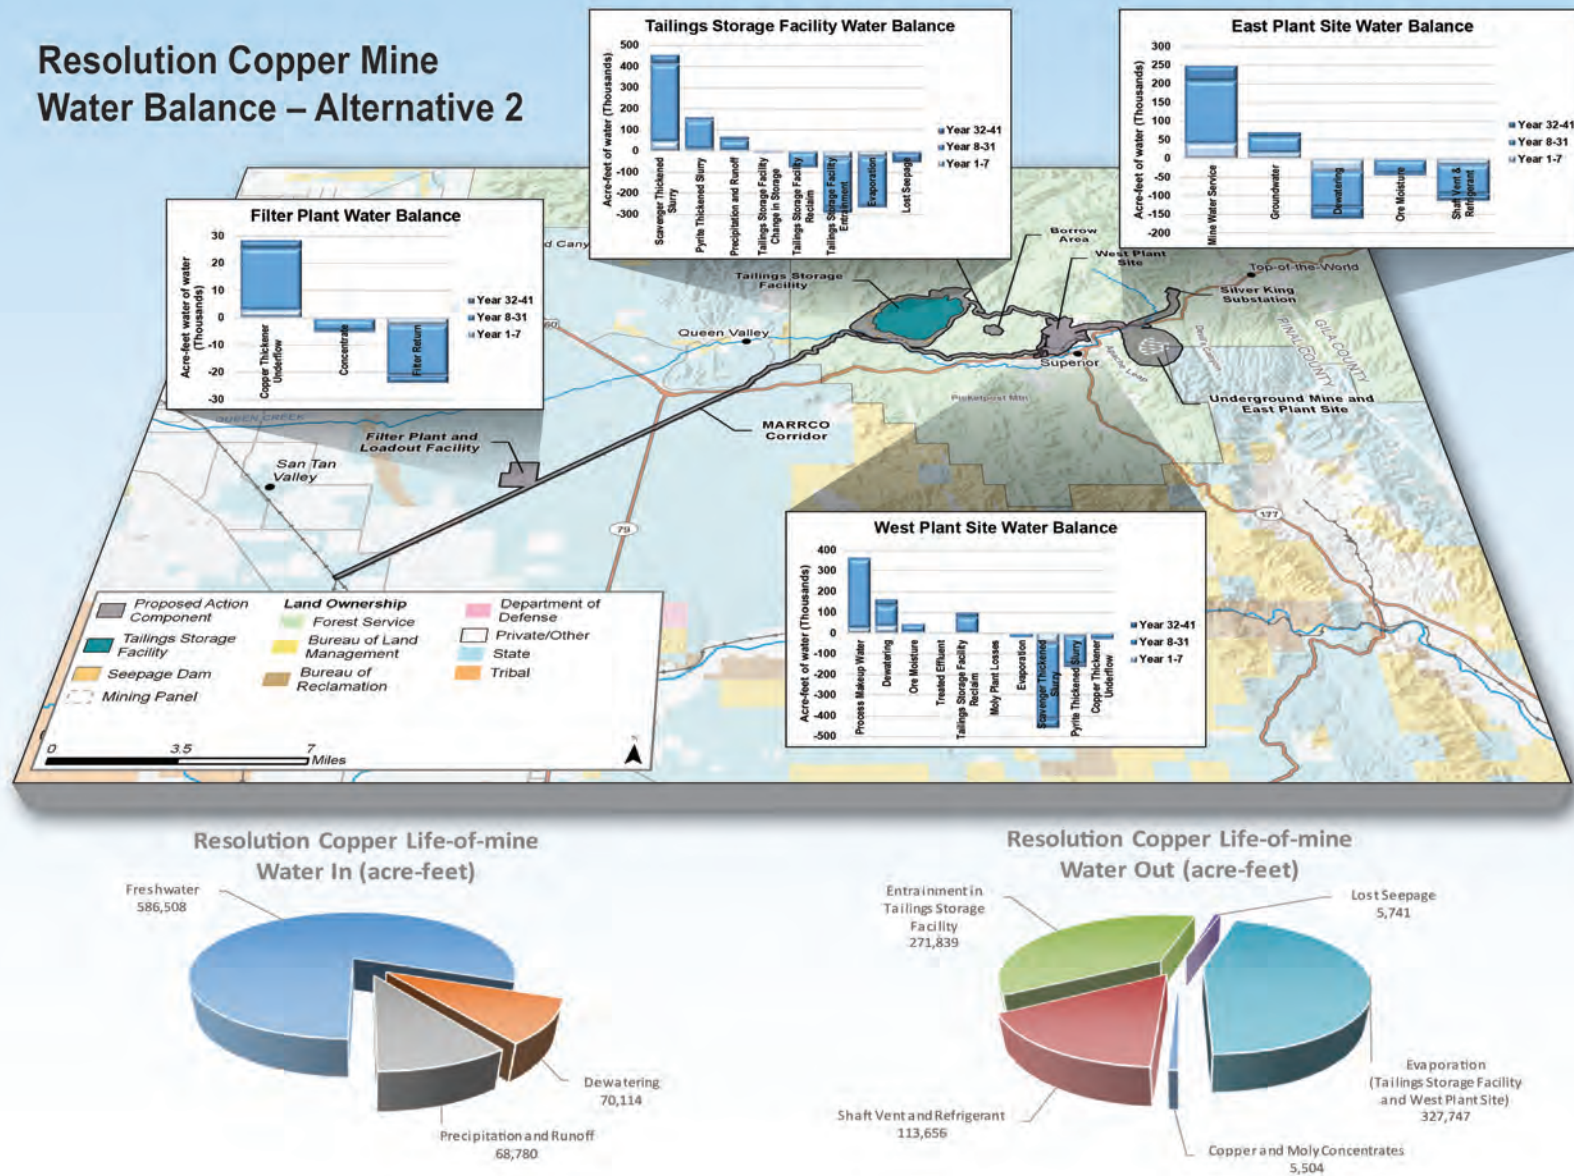 Resolution Copper Mine
Water Balance – Alternative 2
Tailings Storage Facility Water Balance
Acre-feet of water (Thousands)
500
400
300
200
100
0
-100
-200
-300
Scavenger Thickened
Slurry
Pyrite Thickened Slurry
Precipitation and Runoff
Tailings Storage Facility
Change in Storage
Tailings Storage Facility
Reclaim
Tailings Storage Facility
Entrainment
Evaporation
Lost Seepage
Year 32-41
Year 8-31
Year 1-7
East Plant Site Water Balance
Acre-feet of water (Thousands)
300
250
200
150
100
50
0
-50
-100
-150
-200
Mine Water Service
Groundwater
Dewatering
Ore Moisture
Shaft Vent &
Refrigerant
Year 32-41
Year 8-31
Year 1-7
Filter Plant Water Balance
Acre-feet water of water
(Thousands)
30
20
10
0
-10
-20
-30
Copper Thickener
Underflow
Concentrate
Filter Return
Year 32-41
Year 8-31
Year 1-7
d Cany
60
Borrow
Area
West Plant
Site
Tailings Storage
Facility
Top-of-the-World
Silver King
Substation
Queen Valley
Superior
Apache Leap
Devil's Canyon
PINAL COUNTY
GILA COUNTY
Picketpost Mtn
Underground Mine and
East Plant Site
QUEEN CREEK
MARRCO
Corridor
Filter Plant and
Loadout Facility
San Tan
Valley
79
177
West Plant Site Water Balance
Acre-feet of water (Thousands)
400
300
200
100
0
-100
-200
-300
-400
-500
Process Makeup Water
Dewatering
Ore Moisture
Treated Effluent
Tailings Storage Facility
Reclaim
Moly Plant Losses
Evaporation
Scavenger Thickened
Slurry
Pyrite Thickened Slurry
Copper Thickener
Underflow
Year 32-41
Year 8-31
Year 1-7
Proposed Action
Component
Tailings Storage
Facility
Seepage Dam
Mining Panel
Land Ownership
Forest Service
Bureau of Land
Management
Bureau of
Reclamation
Department of
Defense
Private/Other
State
Tribal
0 3.5 7
Miles
N
Resolution Copper Life-of-mine
Water In (acre-feet)
Freshwater
586,508
Dewatering
70,114
Precipitation and Runoff
68,780
Resolution Copper Life-of-mine
Water Out (acre-feet)
Entrainment in
Tailings Storage
Facility
271,839
Lost Seepage
5,741
Evaporation
(Tailings Storage Facility
and West Plant Site)
327,747
Shaft Vent and Refrigerant
113,656
Copper and Moly Concentrates
5,504